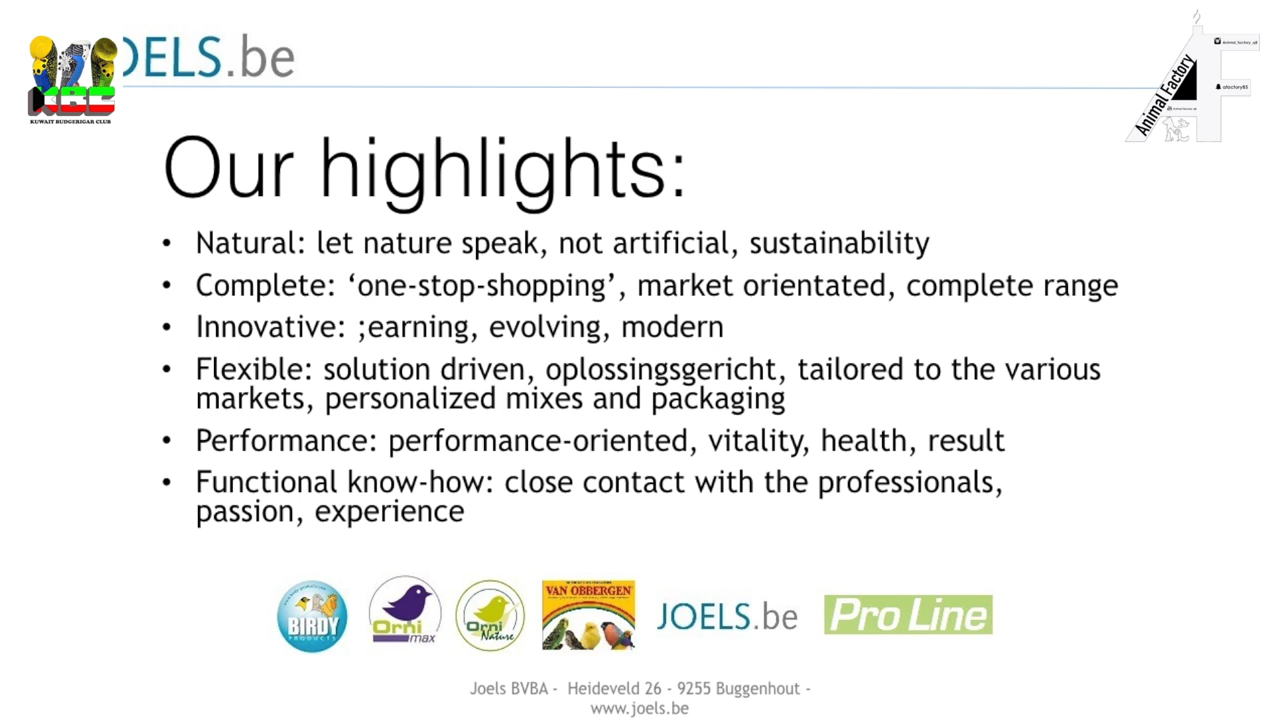 OELS.be
KBC
KUWAIT BUDGERIGAR CLUB
Animal Factory
AF
Our highlights:
• Natural: let nature speak, not artificial, sustainability
• Complete: ‘one-stop-shopping’, market orientated, complete range
• Innovative: ;earning, evolving, modern
• Flexible: solution driven, oplossingsgericht, tailored to the various
markets, personalized mixes and packaging
• Performance: performance-oriented, vitality, health, result
• Functional know-how: close contact with the professionals,
passion, experience
BIRDY
PRODUCTS
Orni
max
Orni
Nature
VAN OBBERGEN
JOELS.be
Pro Line
Joels BVBA - Heideveld 26 - 9255 Buggenhout -
www.joels.be